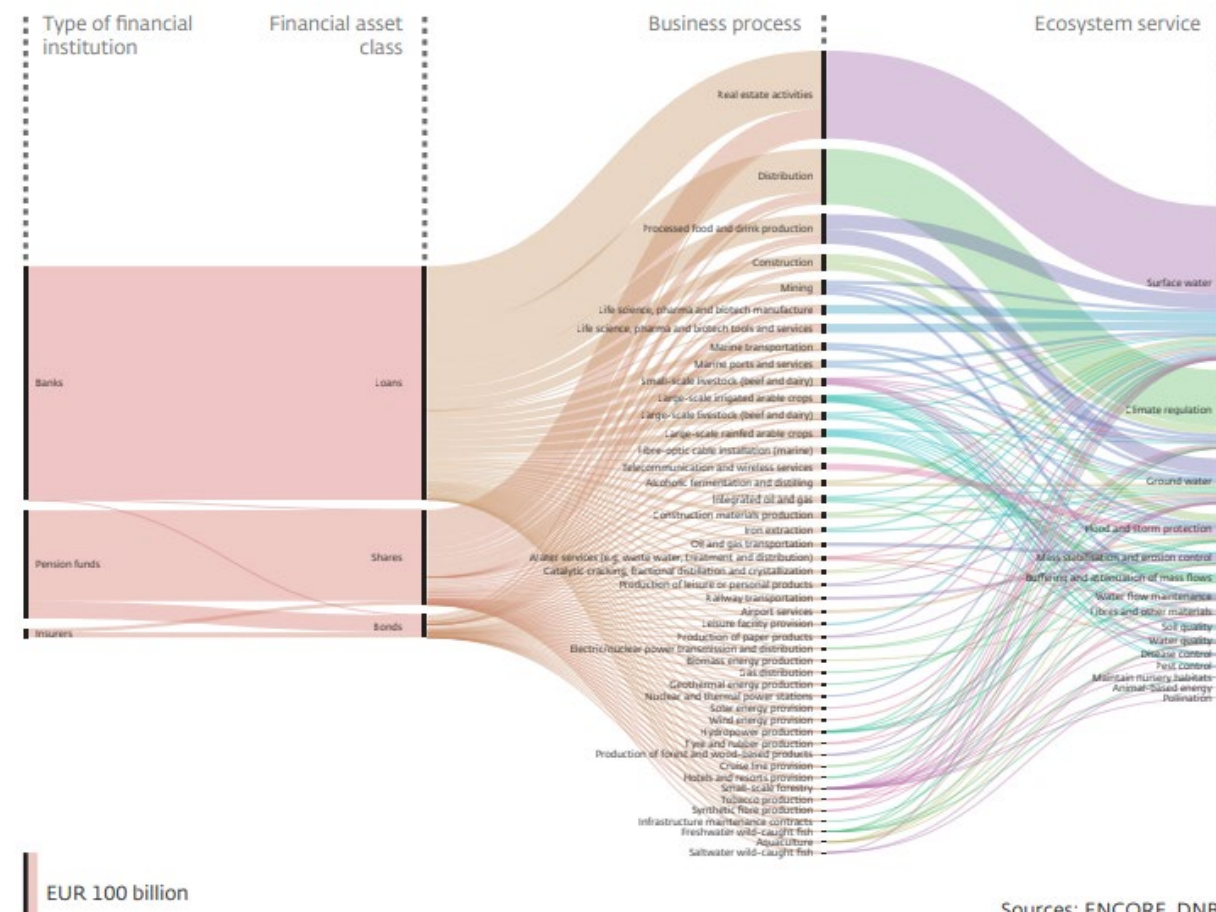 Type of financial
institution
Financial asset
class
Business process
Ecosystem service
Real estate activities
Distribution
Processed food and drink production
Construction
Mining
Life science, pharma and biotech manufacture
Life science, pharma and biotech tools and services
Marine transportation
Marine ports and services
Small-scale livestock (beef and dairy)
Large-scale irrigated arable crops
Large-scale livestock (beef and dairy)
Large-scale rainfed arable crops
Fibre-optic cable installation (marine)
Telecommunication and wireless services
Alcoholic fermentation and distilling
Integrated oil and gas
Construction materials production
Iron extraction
Oil and gas transportation
Water services (e.g. waste water, treatment and distribution)
Catalytic cracking, fractional distillation and crystallization
Production of leisure or personal products
Railway transportation
Airport services
Leisure facility provision
Production of paper products
Electric/nuclear power transmission and distribution
Biomass energy production
Gas distribution
Geothermal energy production
Nuclear and thermal power stations
Solar energy provision
Wind energy provision
Hydropower production
Tyre and rubber production
Production of forest and wood-based products
Cruise line provision
Hotels and resorts provision
Small-scale forestry
Tobacco production
Synthetic fibre production
Infrastructure maintenance contracts
Freshwater wild-caught fish
Aquaculture
Saltwater wild-caught fish
Banks
Loans
Pension funds
Shares
Insurers
Bonds
Surface water
Climate regulation
Ground water
Flood and storm protection
Mass stabilisation and erosion control
Buffering and attenuation of mass flows
Water flow maintenance
Fibres and other materials
Soil quality
Water quality
Disease control
Pest control
Maintain nursery habitats
Animal-based energy
Pollination
EUR 100 billion
Sources: ENCORE, DNB